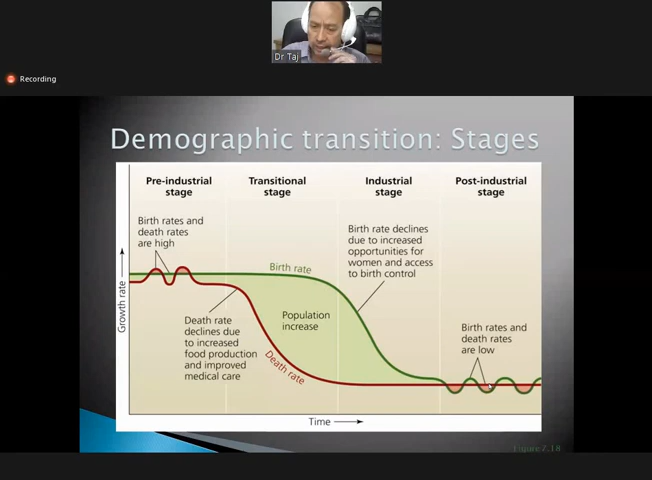 Dr Taj
Recording
Demographic transition: Stages
Pre-industrial
stage
Transitional
stage
Industrial
stage
Post-industrial
stage
Birth rates and
death rates
are high
Birth rate
Birth rate declines
due to increased
opportunities for
women and access
to birth control
Growth rate
Death rate
declines due
to increased
food production
and improved
medical care
Population
increase
Death rate
Birth rates and
death rates
are low
Time
Figure 7.18